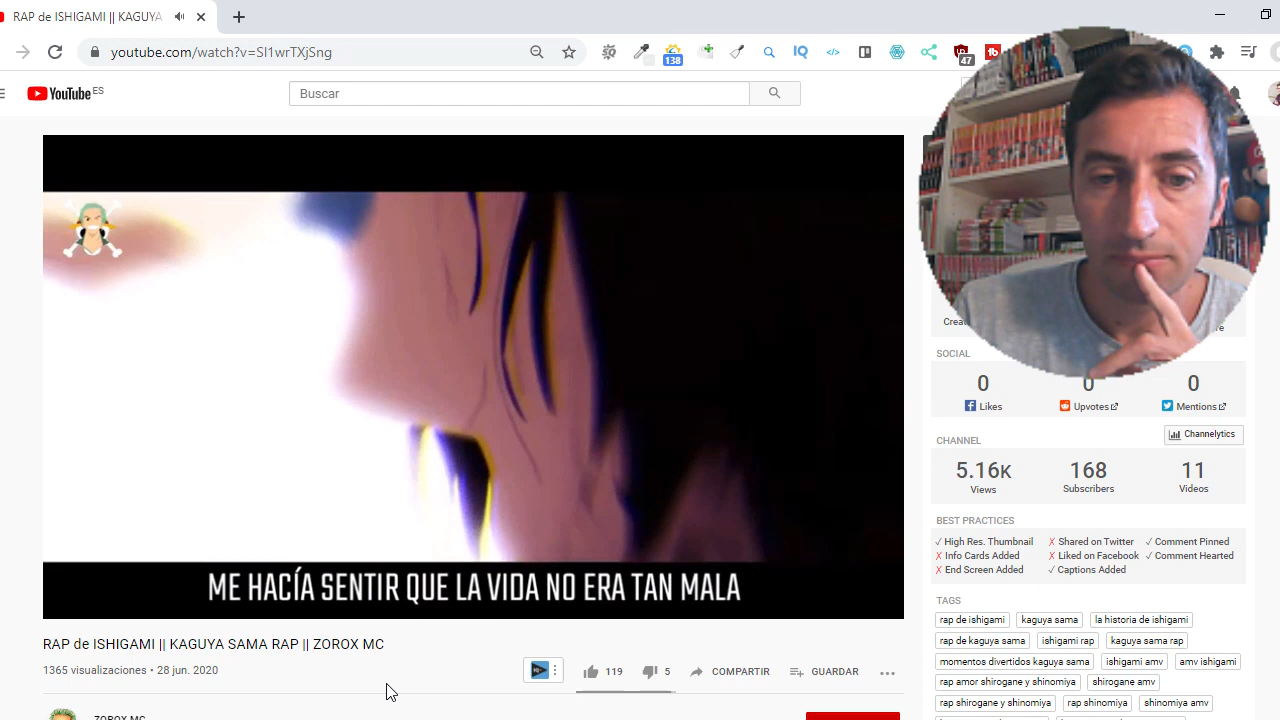 RAP de ISHIGAMI || KAGUYA
youtube.com/watch?v=SI1wrTXjSng
138
IQ
47
YouTube ES
Buscar
ME HACÍA SENTIR QUE LA VIDA NO ERA TAN MALA
RAP de ISHIGAMI || KAGUYA SAMA RAP || ZOROX MC
1365 visualizaciones • 28 jun. 2020
119
5
COMPARTIR
GUARDAR
ZOROX MC
SOCIAL
0 0 0
Likes Upvotes Mentions
CHANNEL
Channelytics
5.16K 168 11
Views Subscribers Videos
BEST PRACTICES
√ High Res. Thumbnail X Shared on Twitter √ Comment Pinned
X Info Cards Added X Liked on Facebook √ Comment Hearted
X End Screen Added √ Captions Added
TAGS
rap de ishigami kaguya sama la historia de ishigami
rap de kaguya sama ishigami rap kaguya sama rap
momentos divertidos kaguya sama ishigami amv amv ishigami
rap amor shirogane y shinomiya shirogane amv
rap shirogane y shinomiya rap shinomiya shinomiya amv